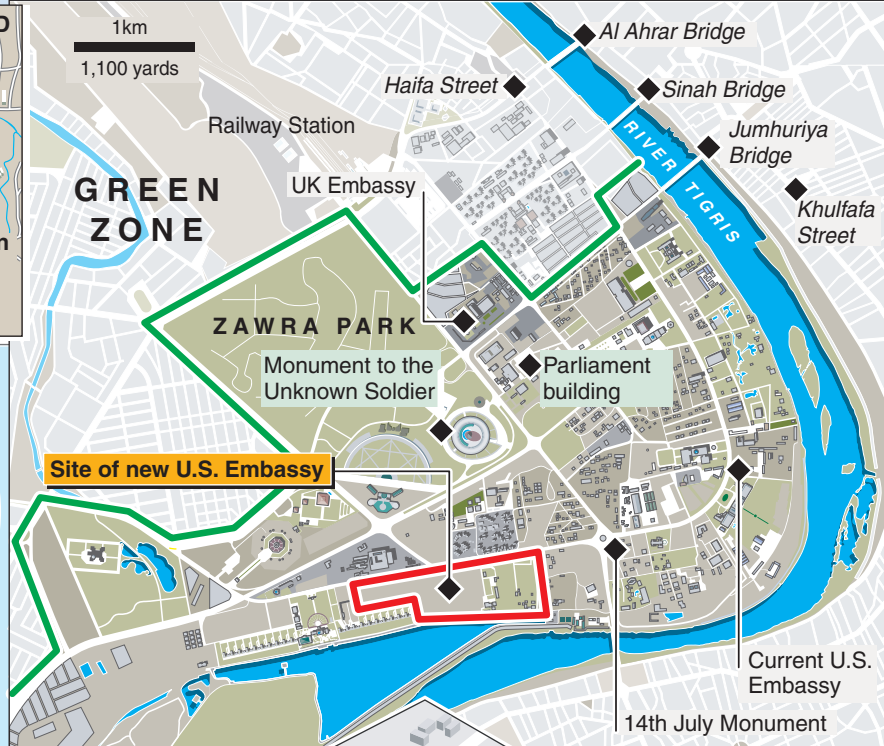 1km
1,100 yards
Al Ahrar Bridge
Haifa Street
Sinah Bridge
Railway Station
RIVER TIGRIS
Jumhuriya
Bridge
GREEN
ZONE
UK Embassy
Khulfafa
Street
ZAWRA PARK
Monument to the
Unknown Soldier
Parliament
building
Site of new U.S. Embassy
Current U.S.
Embassy
14th July Monument